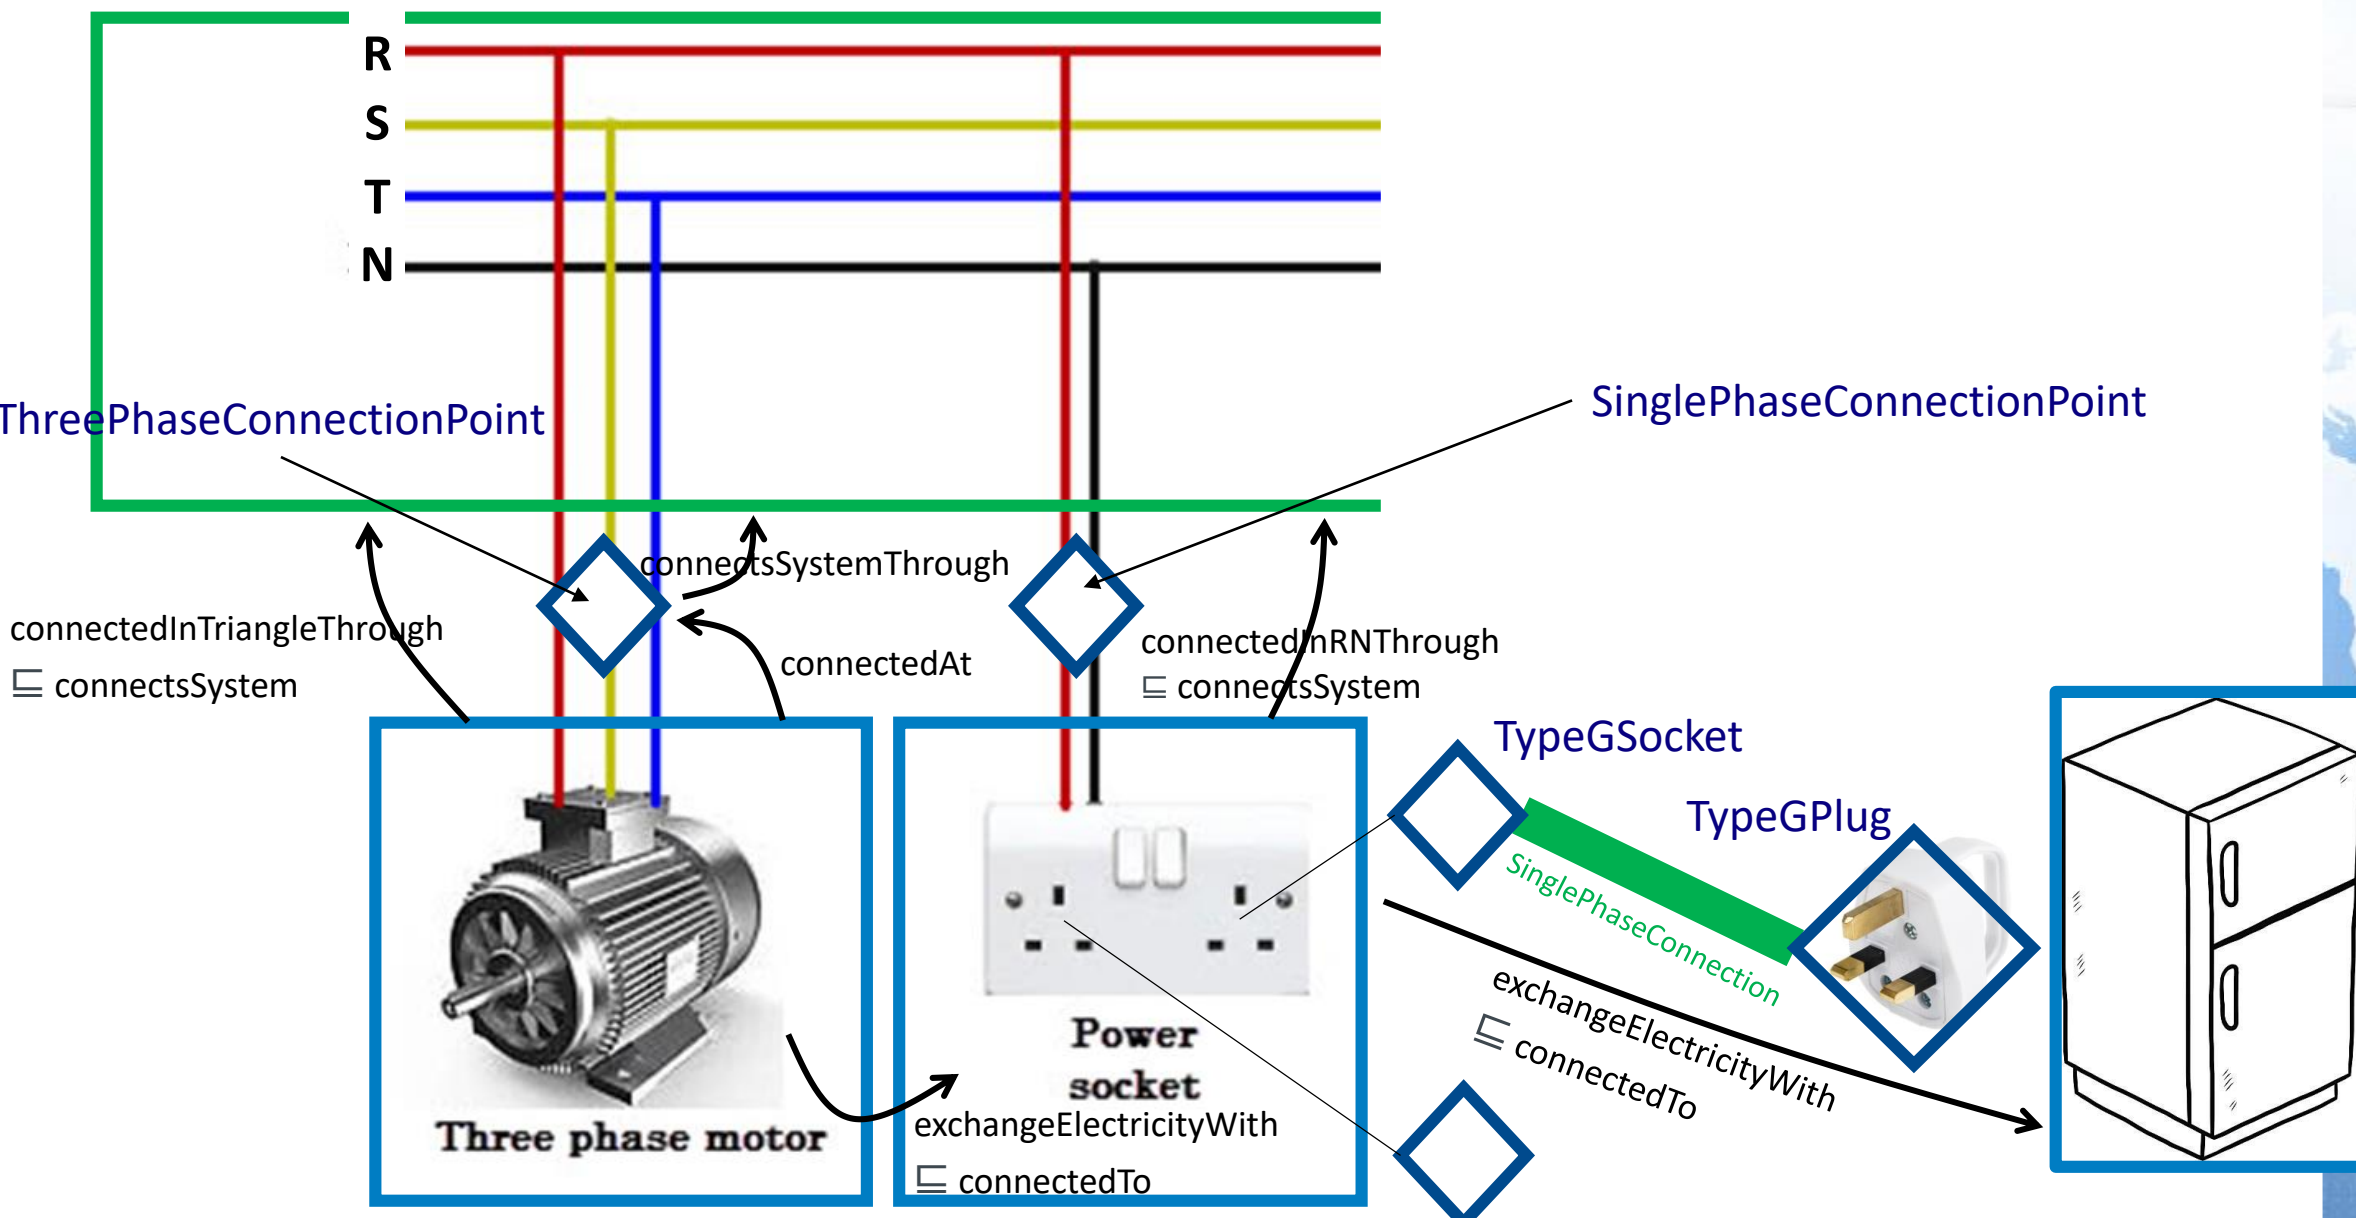 R
S
T
N
ThreePhaseConnectionPoint
SinglePhaseConnectionPoint
connectsSystemThrough
connectedInTriangleThrough
⊑ connectsSystem
connectedAt
connectedInRNThrough
⊑ connectsSystem
TypeGSocket
TypeGPlug
SinglePhaseConnection
exchangeElectricityWith
⊑ connectedTo
Power
socket
Three phase motor
exchangeElectricityWith
⊑ connectedTo